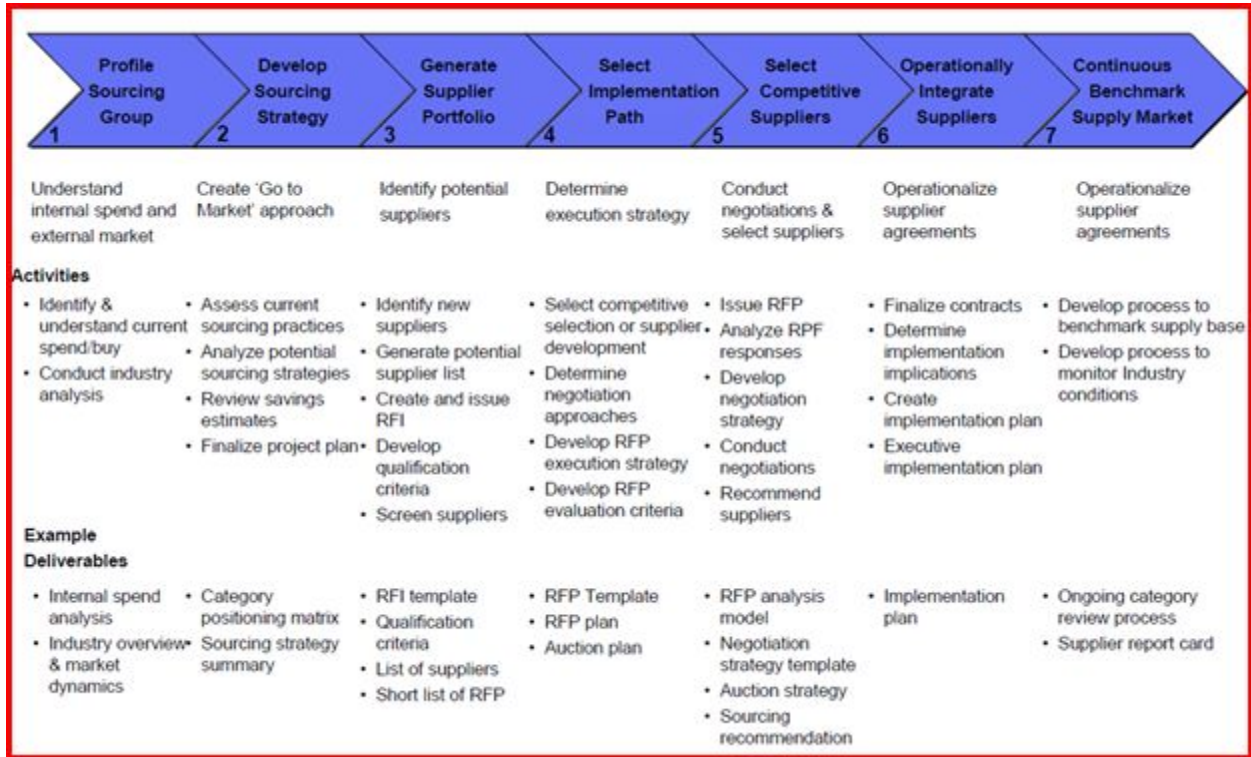 Profile
Sourcing
Group
1
Develop
Sourcing
Strategy
2
Generate
Supplier
Portfolio
3
Select
Implementation
Path
4
Select
Competitive
Suppliers
5
Operationally
Integrate
Suppliers
6
Continuous
Benchmark
Supply Market
7
Understand
internal spend and
external market
Create 'Go to
Market' approach
Identify potential
suppliers
Determine
execution strategy
Conduct
negotiations &
select suppliers
Operationalize
supplier
agreements
Operationalize
supplier
agreements
Activities
• Identify &
understand current
spend/buy
• Conduct industry
analysis
• Assess current
sourcing practices
• Analyze potential
sourcing strategies
• Review savings
estimates
• Finalize project plan
• Identify new
suppliers
• Generate potential
supplier list
• Create and issue
RFI
• Develop
qualification
criteria
• Screen suppliers
• Select competitive
selection or supplier
development
• Determine
negotiation
approaches
• Develop RFP
execution strategy
• Develop RFP
evaluation criteria
• Issue RFP
• Analyze RPF
responses
• Develop
negotiation
strategy
• Conduct
negotiations
• Recommend
suppliers
• Finalize contracts
• Determine
implementation
implications
• Create
implementation plan
• Executive
implementation plan
• Develop process to
benchmark supply base
• Develop process to
monitor Industry
conditions
Example
Deliverables
• Internal spend
analysis
• Industry overview
& market
dynamics
• Category
positioning matrix
• Sourcing strategy
summary
• RFI template
• Qualification
criteria
• List of suppliers
• Short list of RFP
• RFP Template
• RFP plan
• Auction plan
• RFP analysis
model
• Negotiation
strategy template
• Auction strategy
• Sourcing
recommendation
• Implementation
plan
• Ongoing category
review process
• Supplier report card